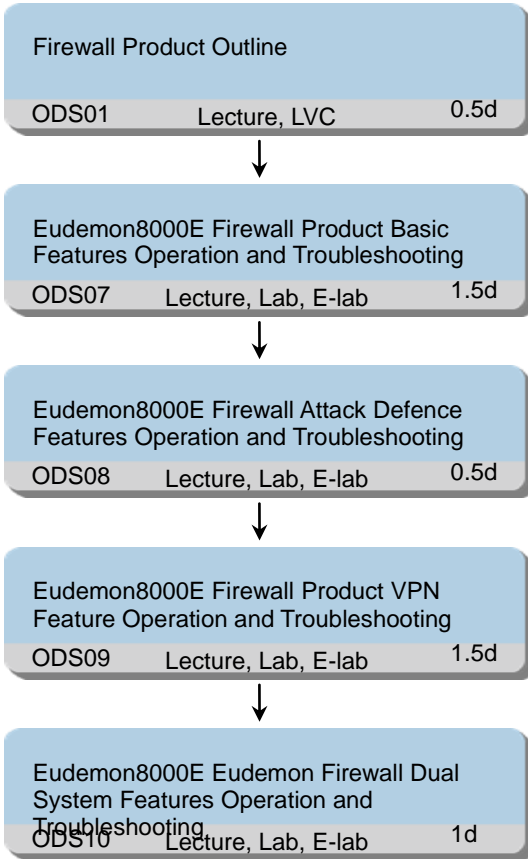 Firewall Product Outline
ODS01 Lecture, LVC 0.5d
Eudemon8000E Firewall Product Basic
Features Operation and Troubleshooting
ODS07 Lecture, Lab, E-lab 1.5d
Eudemon8000E Firewall Attack Defence
Features Operation and Troubleshooting
ODS08 Lecture, Lab, E-lab 0.5d
Eudemon8000E Firewall Product VPN
Feature Operation and Troubleshooting
ODS09 Lecture, Lab, E-lab 1.5d
Eudemon8000E Eudemon Firewall Dual
System Features Operation and
Troubleshooting
ODS10 Lecture, Lab, E-lab 1d